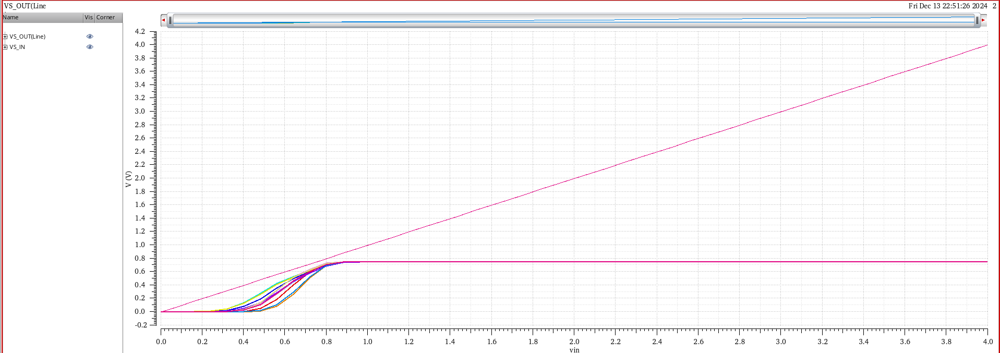 VS_OUT(Line
Fri Dec 13 22:51:26 2024 2
Name Vis Corner
VS_OUT(Line)
VS_IN
4.2
4.0
3.8
3.6
3.4
3.2
3.0
2.8
2.6
2.4
2.2
2.0
1.8
1.6
1.4
1.2
1.0
0.8
0.6
0.4
0.2
0.0
-0.2
V (V)
0.0 0.2 0.4 0.6 0.8 1.0 1.2 1.4 1.6 1.8 2.0 2.2 2.4 2.6 2.8 3.0 3.2 3.4 3.6 3.8 4.0
vin